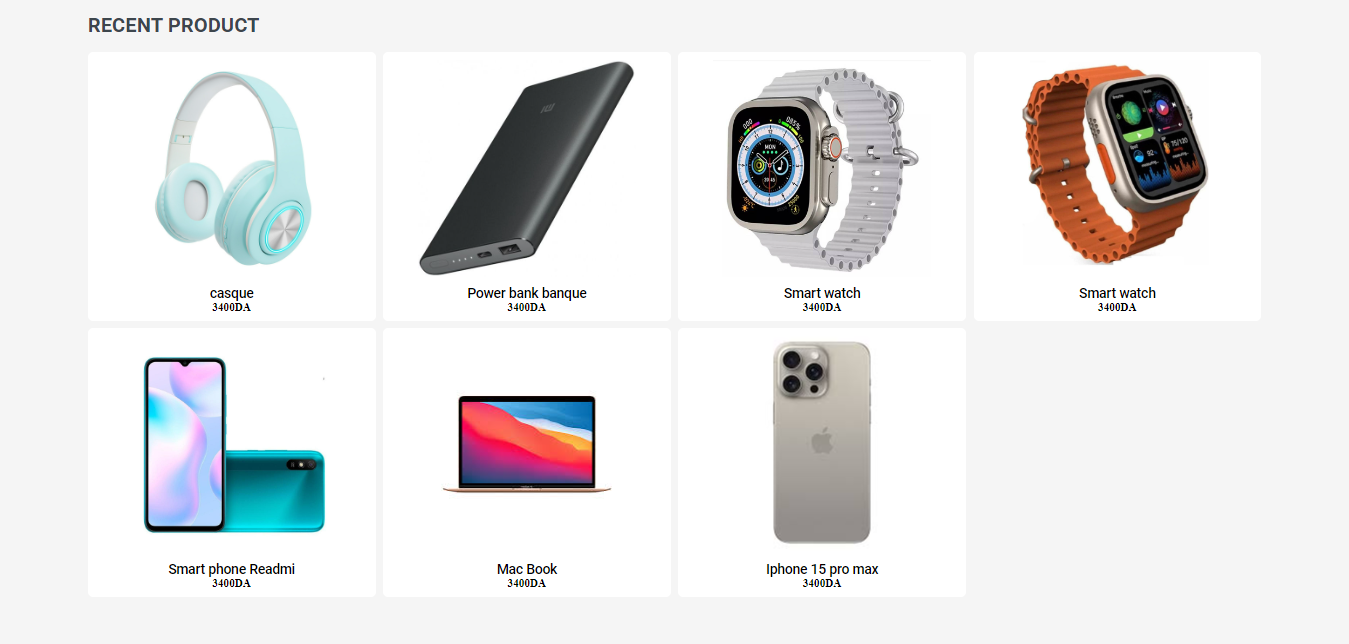 RECENT PRODUCT
casque
3400DA
Power bank banque
3400DA
Smart watch
3400DA
Smart watch
3400DA
Smart phone Readmi
3400DA
Mac Book
3400DA
Iphone 15 pro max
3400DA